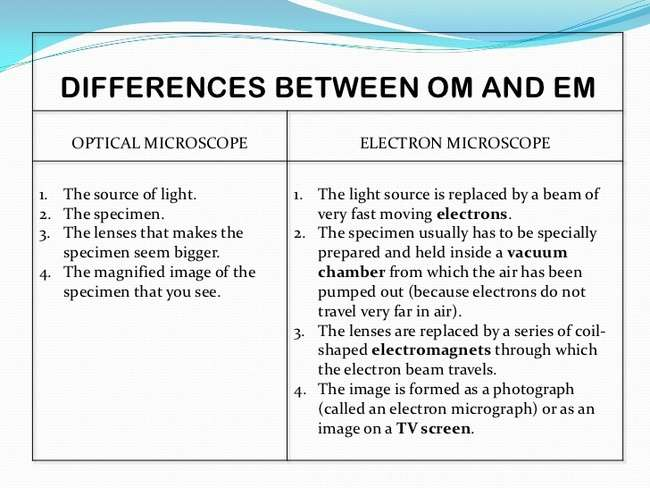 DIFFERENCES BETWEEN OM AND EM
OPTICAL MICROSCOPE
ELECTRON MICROSCOPE
1. The source of light.
2. The specimen.
3. The lenses that makes the
specimen seem bigger.
4. The magnified image of the
specimen that you see.
1. The light source is replaced by a beam of
very fast moving electrons.
2. The specimen usually has to be specially
prepared and held inside a vacuum
chamber from which the air has been
pumped out (because electrons do not
travel very far in air).
3. The lenses are replaced by a series of coil-
shaped electromagnets through which
the electron beam travels.
4. The image is formed as a photograph
(called an electron micrograph) or as an
image on a TV screen.